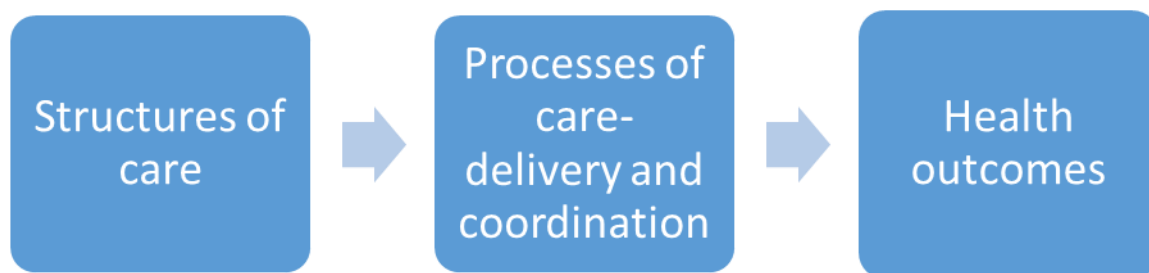 Structures of
care
Processes of
care-
delivery and
coordination
Health
outcomes